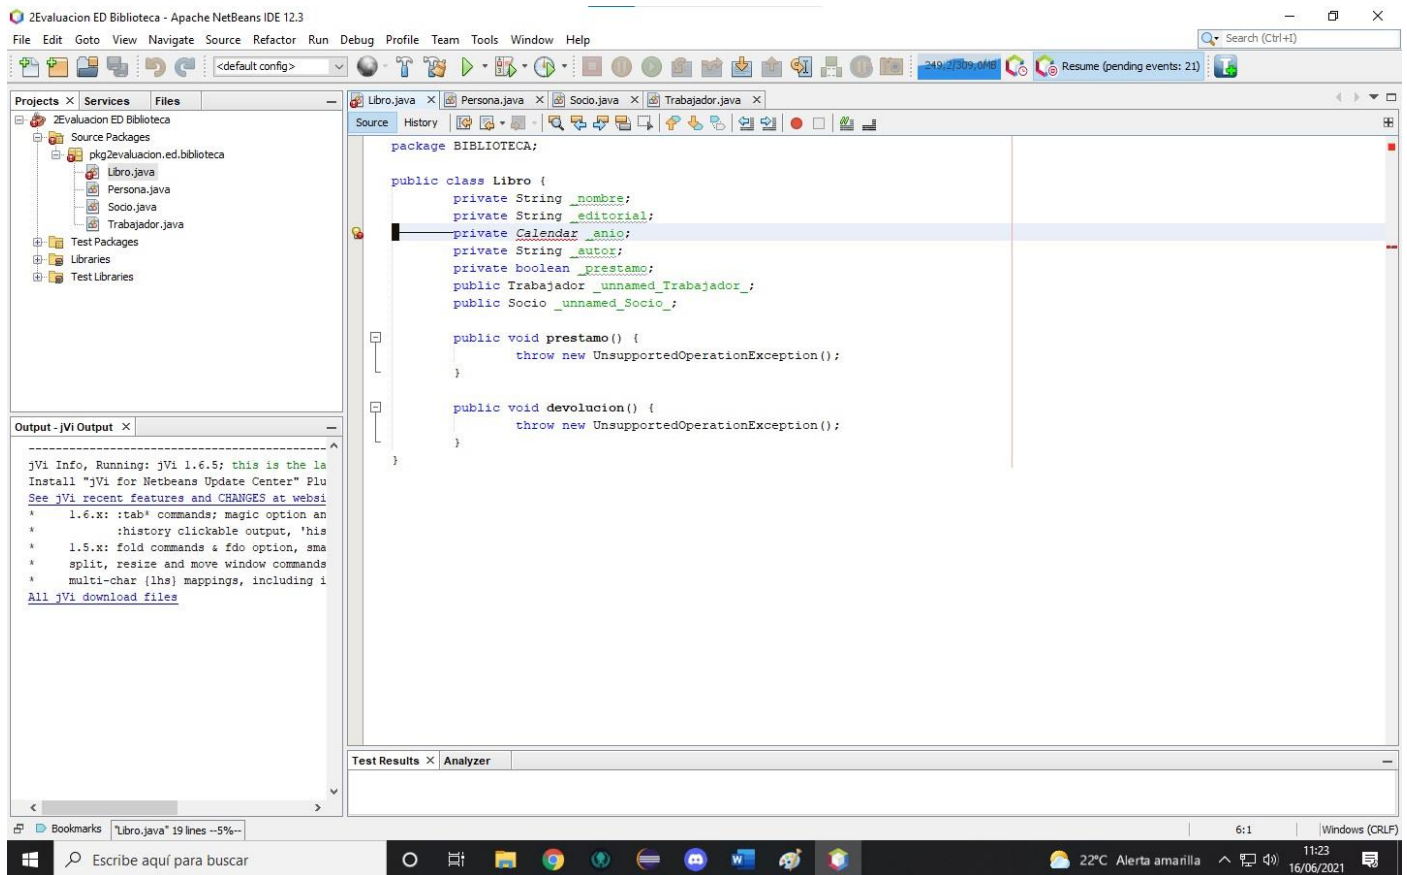 2Evaluacion ED Biblioteca - Apache NetBeans IDE 12.3
File Edit Goto View Navigate Source Refactor Run Debug Profile Team Tools Window Help
Search (Ctrl+I)
<default config>
249,2/309,0MB
Resume (pending events: 21)
Projects Services Files
Libro.java Persona.java Socio.java Trabajador.java
Source History
2Evaluacion ED Biblioteca
Source Packages
pkg2evaluacion.ed.biblioteca
Libro.java
Persona.java
Socio.java
Trabajador.java
Test Packages
Libraries
Test Libraries
package BIBLIOTECA;
public class Libro {
private String _nombre;
private String _editorial;
private Calendar _anio;
private String _autor;
private boolean _prestamo;
public Trabajador _unnamed_Trabajador_;
public Socio _unnamed_Socio_;
public void prestamo() {
throw new UnsupportedOperationException();
}
public void devolucion() {
throw new UnsupportedOperationException();
}
}
Output - jVi Output
--------------------------------------------
jVi Info, Running: jVi 1.6.5; this is the la
Install "jVi for Netbeans Update Center" Plu
See jVi recent features and CHANGES at websi
* 1.6.x: :tab* commands; magic option an
* :history clickable output, "his
* 1.5.x: fold commands & fdo option, sma
* split, resize and move window commands
* multi-char {lhs} mappings, including i
All jVi download files
Test Results Analyzer
Bookmarks "Libro.java" 19 lines --5%--
6:1 Windows (CRLF)
Escribe aquí para buscar
22°C Alerta amarilla
11:23
16/06/2021